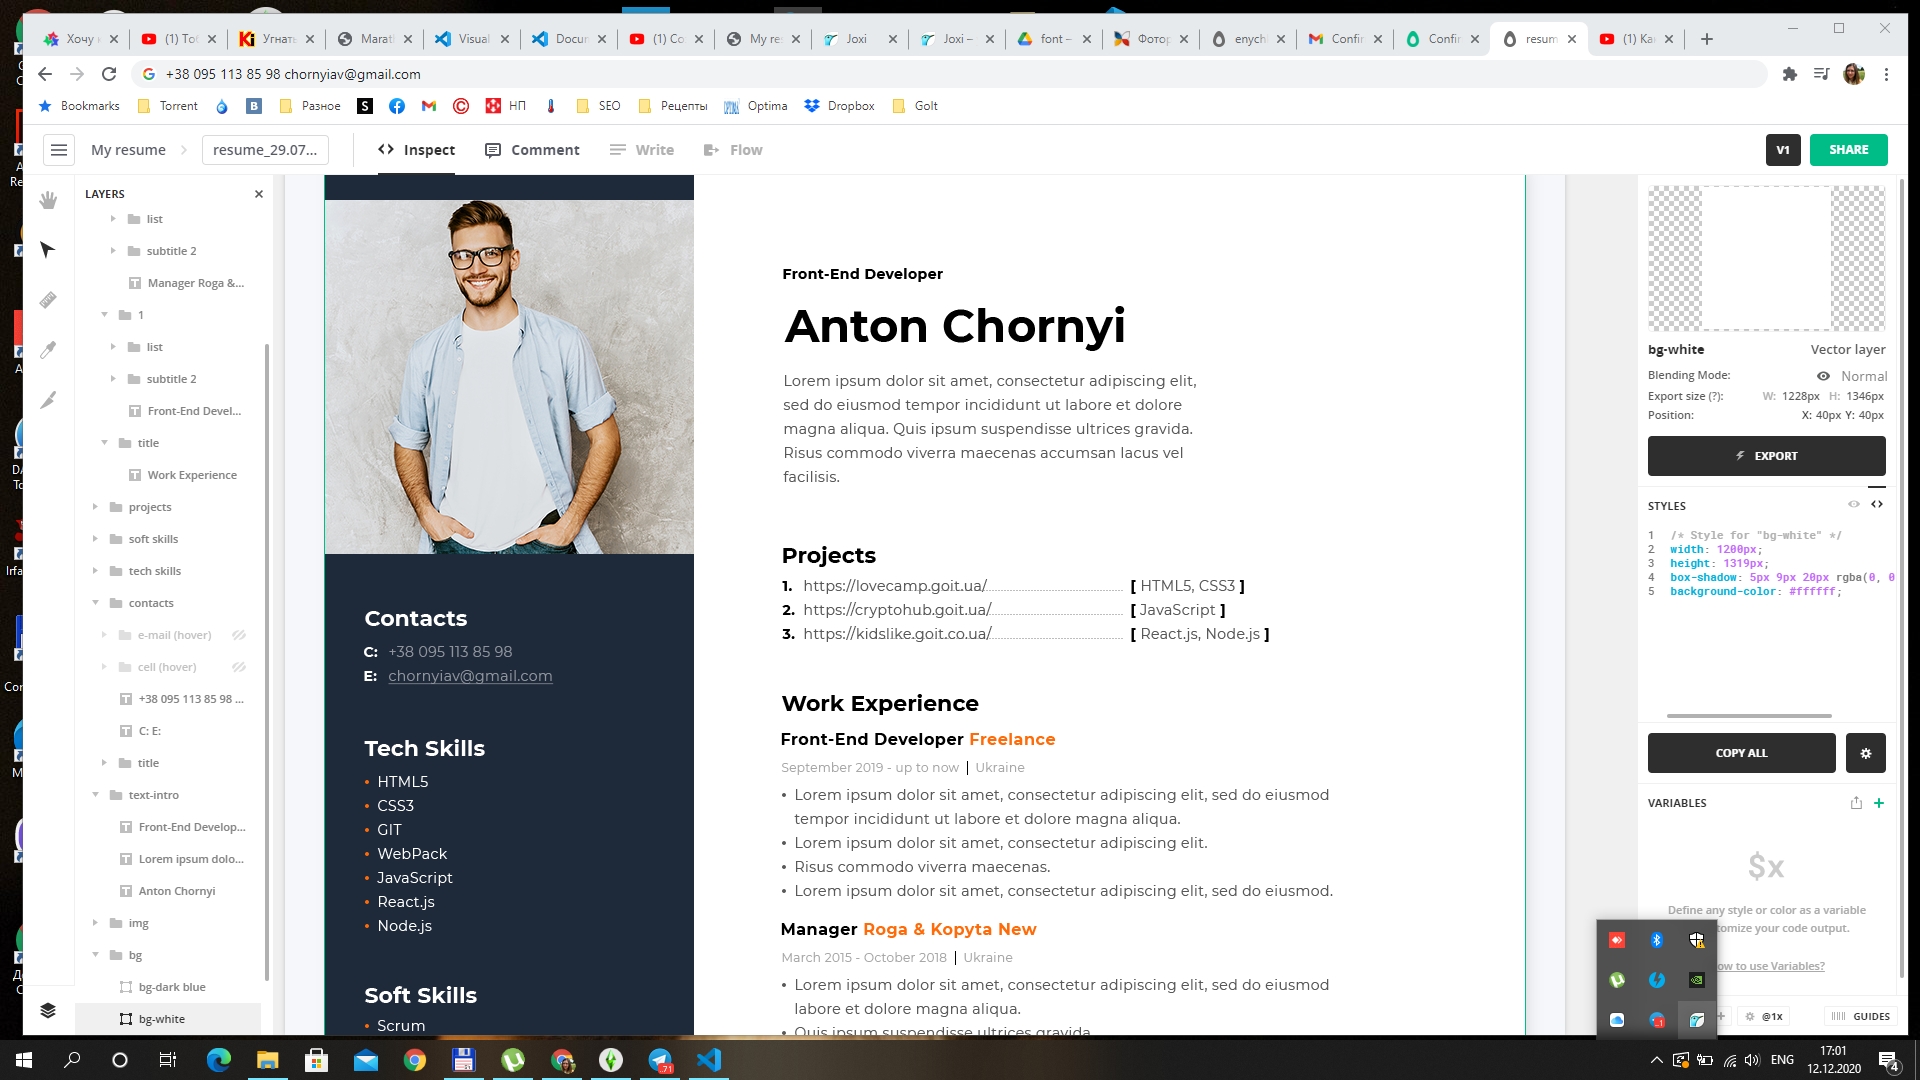 Хочу
(1) То
Угнать
Marat
Visual
Docun
(1) Co
My re
Joxi
Joxi –
font –
Фотор
enych
Confir
Confir
resum
(1) Ка
+38 095 113 85 98 chornyiav@gmail.com
Bookmarks
Torrent
Разное
НП
SEO
Рецепты
Optima
Dropbox
GoIt
My resume
resume_29.07...
Inspect
Comment
Write
Flow
V1
SHARE
LAYERS
list
subtitle 2
Manager Roga &...
1
list
subtitle 2
Front-End Devel...
title
Work Experience
projects
soft skills
tech skills
contacts
e-mail (hover)
cell (hover)
+38 095 113 85 98 ...
C: E:
title
text-intro
Front-End Develop...
Lorem ipsum dolo...
Anton Chornyi
img
bg
bg-dark blue
bg-white
Contacts
C: +38 095 113 85 98
E: chornyiav@gmail.com
Tech Skills
• HTML5
• CSS3
• GIT
• WebPack
• JavaScript
• React.js
• Node.js
Soft Skills
• Scrum
Front-End Developer
Anton Chornyi
Lorem ipsum dolor sit amet, consectetur adipiscing elit,
sed do eiusmod tempor incididunt ut labore et dolore
magna aliqua. Quis ipsum suspendisse ultrices gravida.
Risus commodo viverra maecenas accumsan lacus vel
facilisis.
Projects
1. https://lovecamp.goit.ua/ [ HTML5, CSS3 ]
2. https://cryptohub.goit.ua/ [ JavaScript ]
3. https://kidslike.goit.co.ua/ [ React.js, Node.js ]
Work Experience
Front-End Developer Freelance
September 2019 - up to now | Ukraine
• Lorem ipsum dolor sit amet, consectetur adipiscing elit, sed do eiusmod
tempor incididunt ut labore et dolore magna aliqua.
• Lorem ipsum dolor sit amet, consectetur adipiscing elit.
• Risus commodo viverra maecenas.
• Lorem ipsum dolor sit amet, consectetur adipiscing elit, sed do eiusmod.
Manager Roga & Kopyta New
March 2015 - October 2018 | Ukraine
• Lorem ipsum dolor sit amet, consectetur adipiscing elit, sed do eiusmod
labore et dolore magna aliqua.
• Quis ipsum suspendisse ultrices gravida.
bg-white Vector layer
Blending Mode: Normal
Export size (?): W: 1228px H: 1346px
Position: X: 40px Y: 40px
EXPORT
STYLES
1 /* Style for "bg-white" */
2 width: 1200px;
3 height: 1319px;
4 box-shadow: 5px 9px 20px rgba(0, 0
5 background-color: #ffffff;
COPY ALL
VARIABLES
$x
Define any style or color as a variable
tomize your code output.
ow to use Variables?
@1x
GUIDES
ENG
17:01
12.12.2020
4